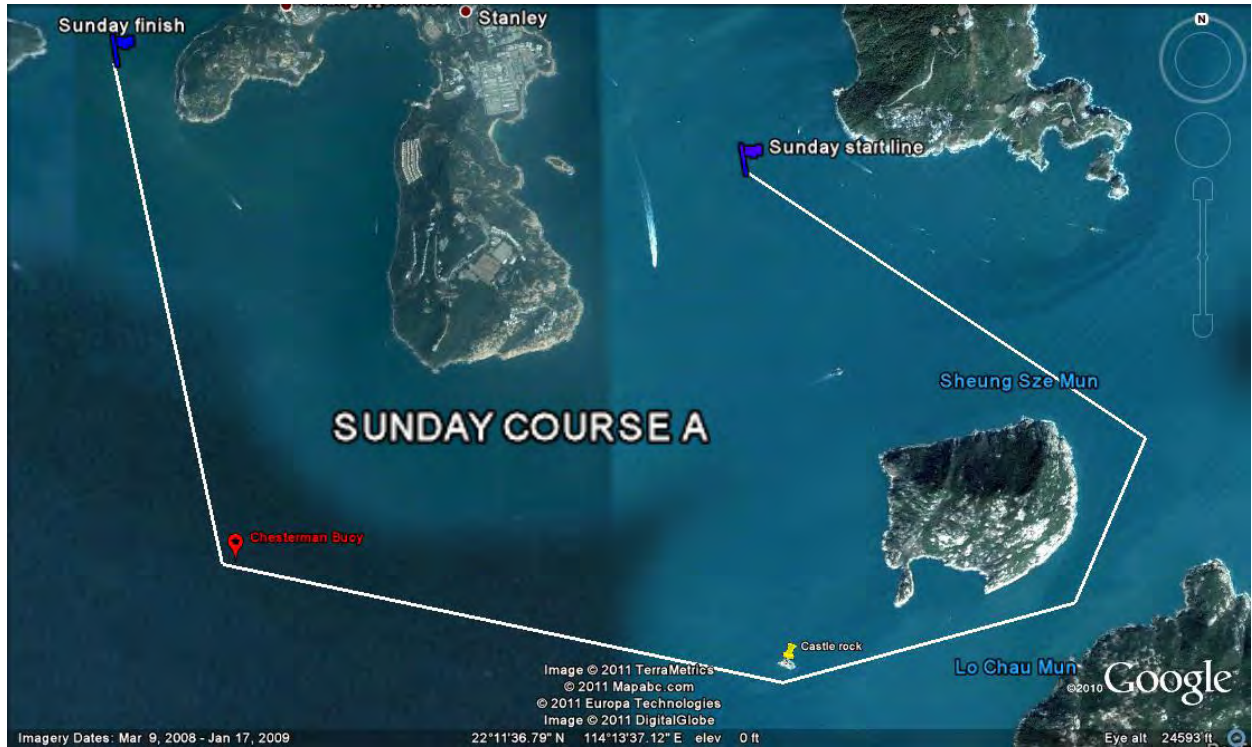 Stanley
Sunday finish
N
Sunday start line
Sheung Sze Mun
SUNDAY COURSE A
Chesterman Buoy
Castle rock
Lo Chau Mun
Image © 2011 TerraMetrics
© 2011 Mapabc.com
© 2011 Europa Technologies
Image © 2011 DigitalGlobe
©2010 Google
Imagery Dates: Mar 9, 2008 - Jan 17, 2009
22°11'36.79" N 114°13'37.12" E elev 0 ft
Eye alt 24593 ft